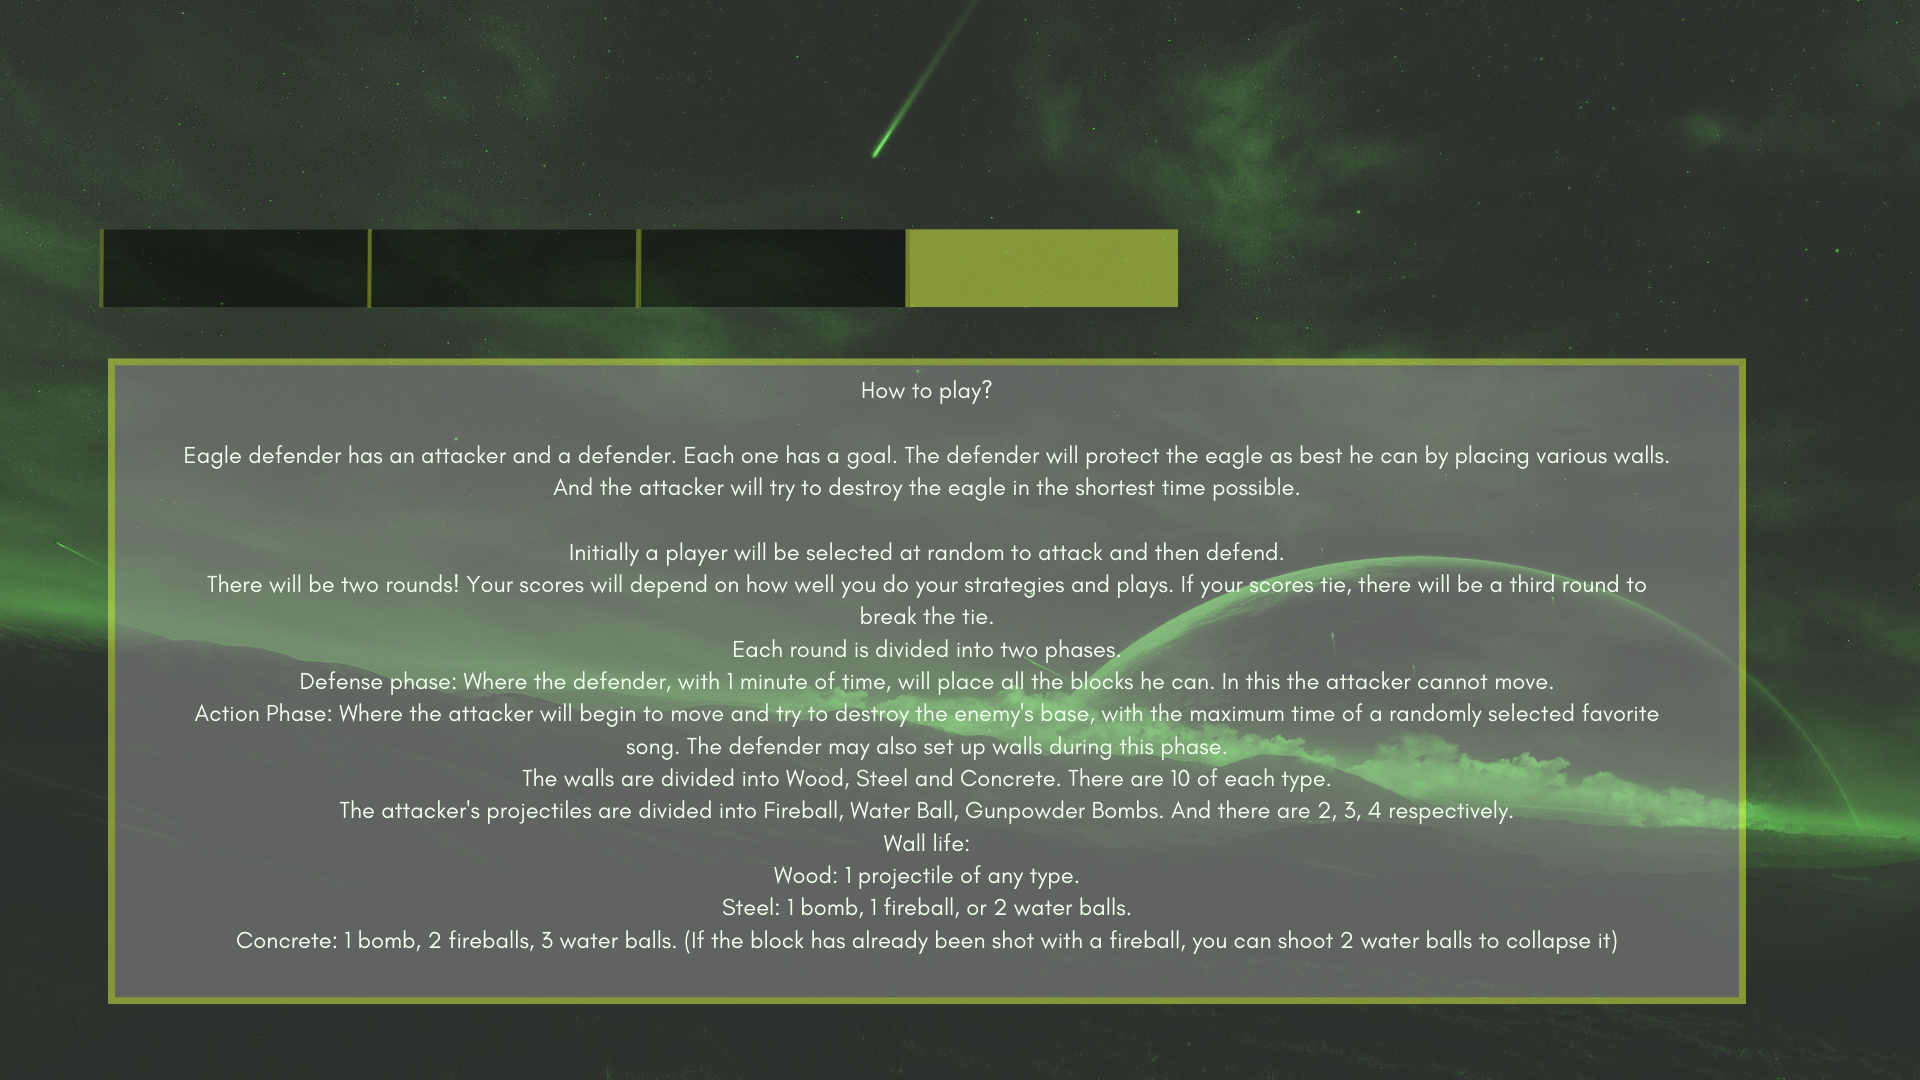 How to play?
Eagle defender has an attacker and a defender. Each one has a goal. The defender will protect the eagle as best he can by placing various walls.
And the attacker will try to destroy the eagle in the shortest time possible.
Initially a player will be selected at random to attack and then defend.
There will be two rounds! Your scores will depend on how well you do your strategies and plays. If your scores tie, there will be a third round to
break the tie.
Each round is divided into two phases.
Defense phase: Where the defender, with 1 minute of time, will place all the blocks he can. In this the attacker cannot move.
Action Phase: Where the attacker will begin to move and try to destroy the enemy's base, with the maximum time of a randomly selected favorite
song. The defender may also set up walls during this phase.
The walls are divided into Wood, Steel and Concrete. There are 10 of each type.
The attacker's projectiles are divided into Fireball, Water Ball, Gunpowder Bombs. And there are 2, 3, 4 respectively.
Wall life:
Wood: 1 projectile of any type.
Steel: 1 bomb, 1 fireball, or 2 water balls.
Concrete: 1 bomb, 2 fireballs, 3 water balls. (If the block has already been shot with a fireball, you can shoot 2 water balls to collapse it)